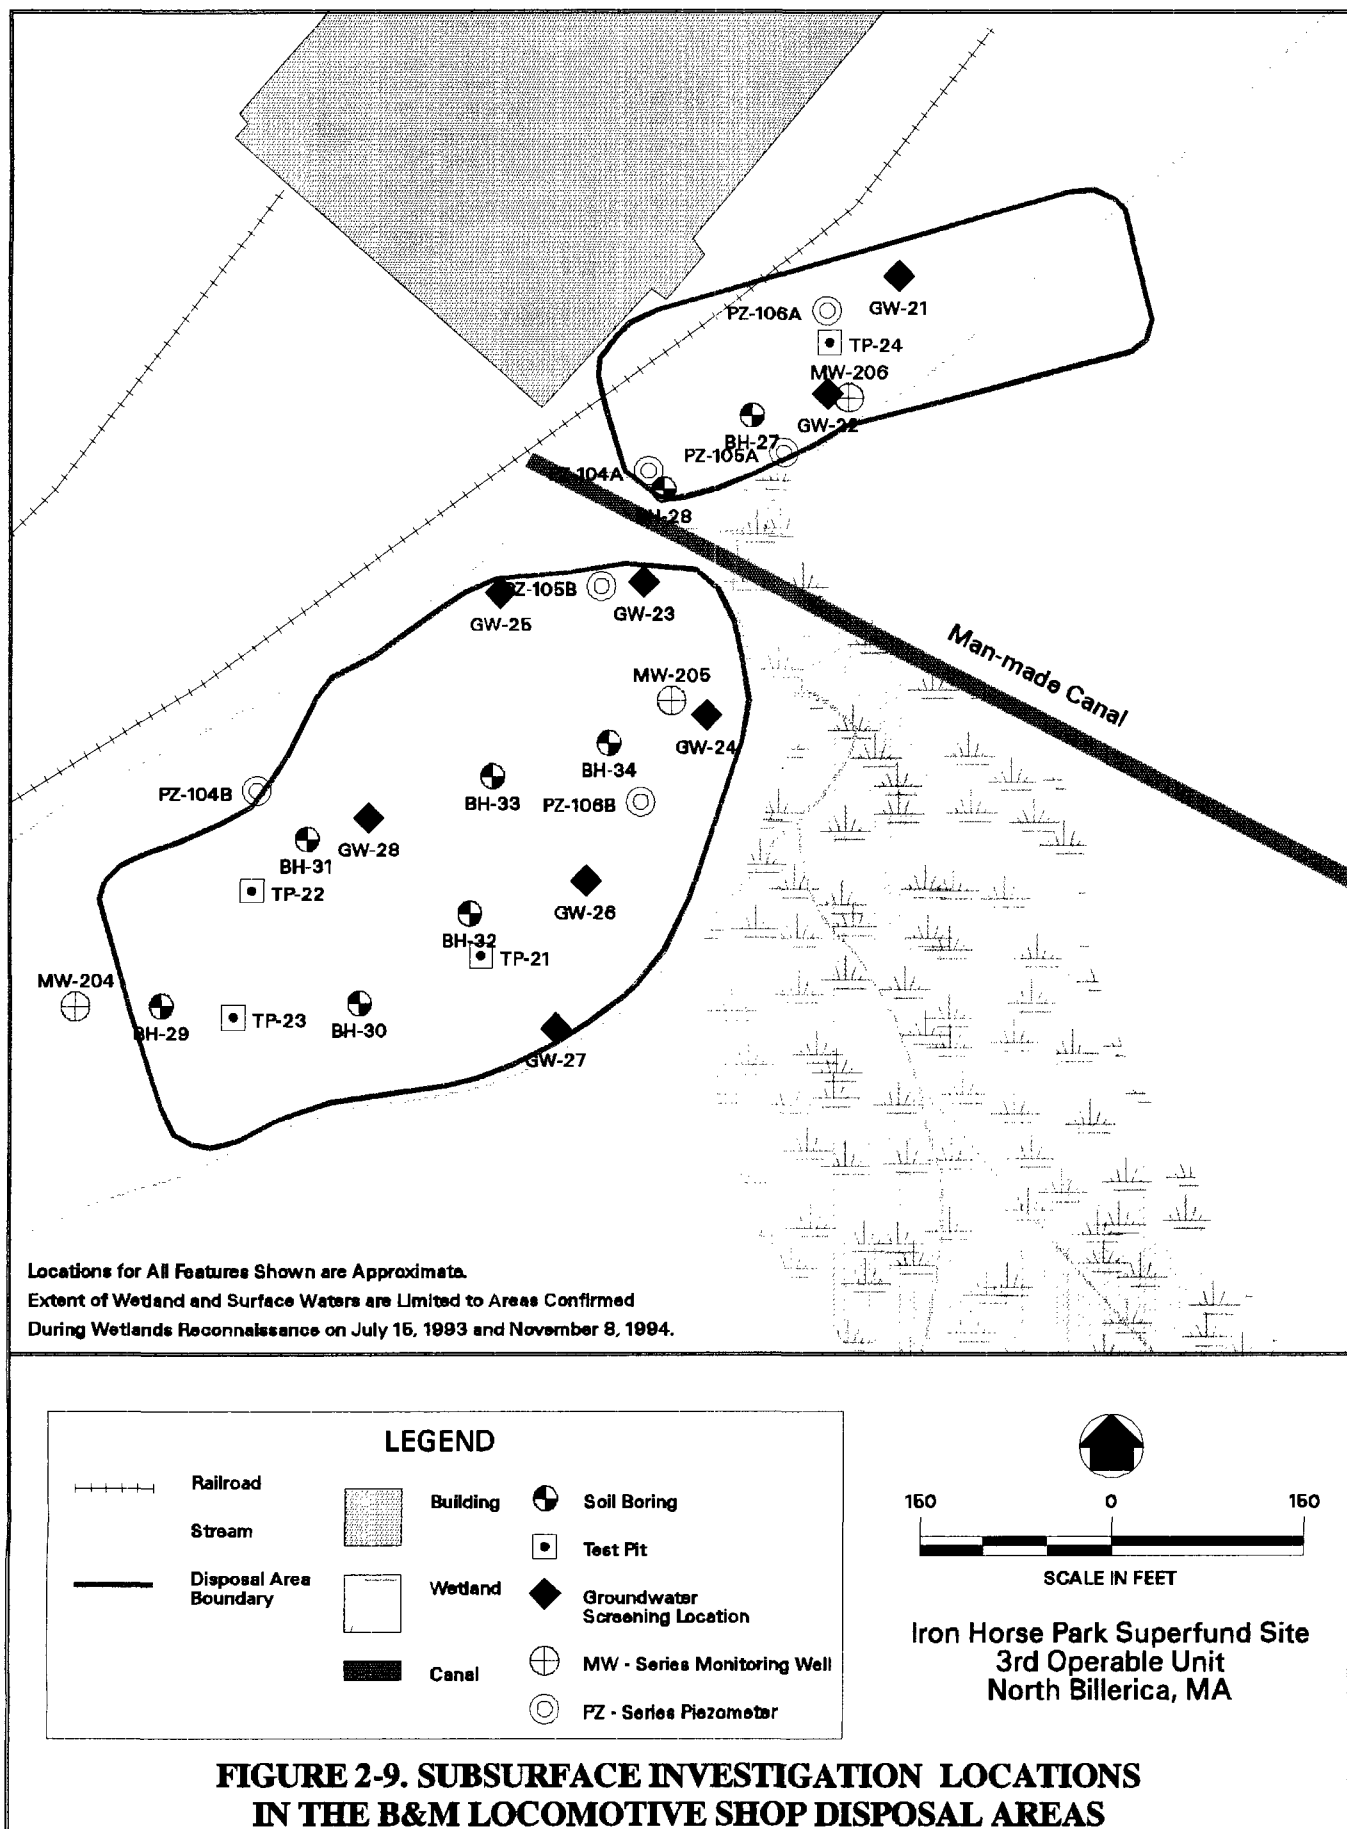 PZ-106A
GW-21
TP-24
MW-206
GW-22
BH-27
PZ-105A
PZ-104A
BH-28
PZ-105B
GW-25
GW-23
Man-made Canal
MW-205
GW-24
BH-34
BH-33
PZ-106B
PZ-104B
GW-28
BH-31
TP-22
GW-26
BH-32
TP-21
MW-204
BH-29
TP-23
BH-30
GW-27
Locations for All Features Shown are Approximate.
Extent of Wetland and Surface Waters are Limited to Areas Confirmed
During Wetlands Reconnaissance on July 15, 1993 and November 8, 1994.
LEGEND
Railroad
Stream
Disposal Area
Boundary
Building
Wetland
Canal
Soil Boring
Test Pit
Groundwater
Screening Location
MW - Series Monitoring Well
PZ - Series Piezometer
150 0 150
SCALE IN FEET
Iron Horse Park Superfund Site
3rd Operable Unit
North Billerica, MA
FIGURE 2-9. SUBSURFACE INVESTIGATION LOCATIONS
IN THE B&M LOCOMOTIVE SHOP DISPOSAL AREAS